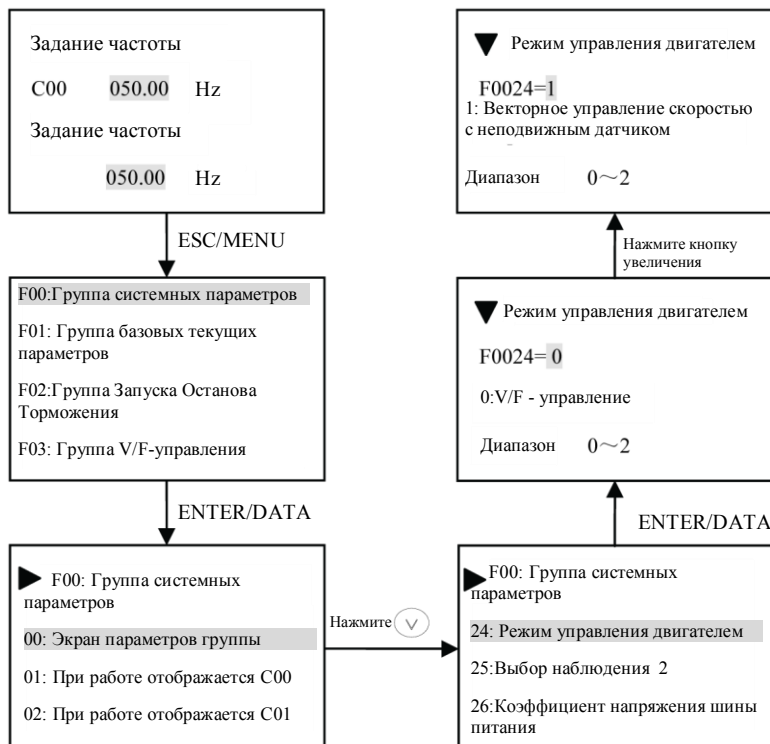 Задание частоты
C00 050.00 Hz
Задание частоты
050.00 Hz
ESC/MENU
F00:Группа системных параметров
F01: Группа базовых текущих
параметров
F02:Группа Запуска Останова
Торможения
F03: Группа V/F-управления
ENTER/DATA
F00: Группа системных
параметров
00: Экран параметров группы
01: При работе отображается C00
02: При работе отображается C01
Нажмите
F00: Группа системных
параметров
24: Режим управления двигателем
25:Выбор наблюдения 2
26:Коэффициент напряжения шины
питания
ENTER/DATA
Режим управления двигателем
F0024= 0
0:V/F - управление
Диапазон 0～2
Нажмите кнопку
увеличения
Режим управления двигателем
F0024=1
1: Векторное управление скоростью
с неподвижным датчиком
Диапазон 0～2